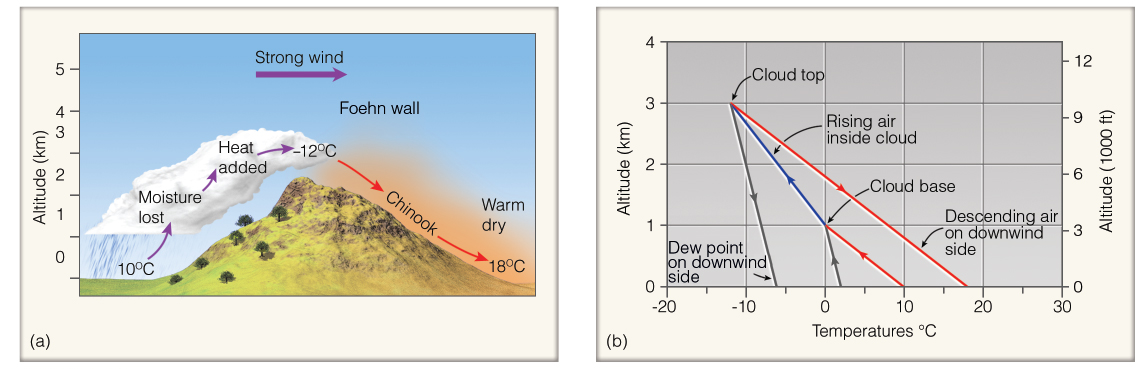 Strong wind
Foehn wall
5
4
3
2
1
0
Altitude (km)
Heat
added
–12°C
Moisture
lost
10°C
Chinook
Warm
dry
18°C
(a)
4
3
2
1
0
Altitude (km)
12
9
6
3
0
Altitude (1000 ft)
Cloud top
Rising air
inside cloud
Cloud base
Descending air
on downwind
side
Dew point
on downwind
side
-20
-10
0
10
20
30
Temperatures °C
(b)